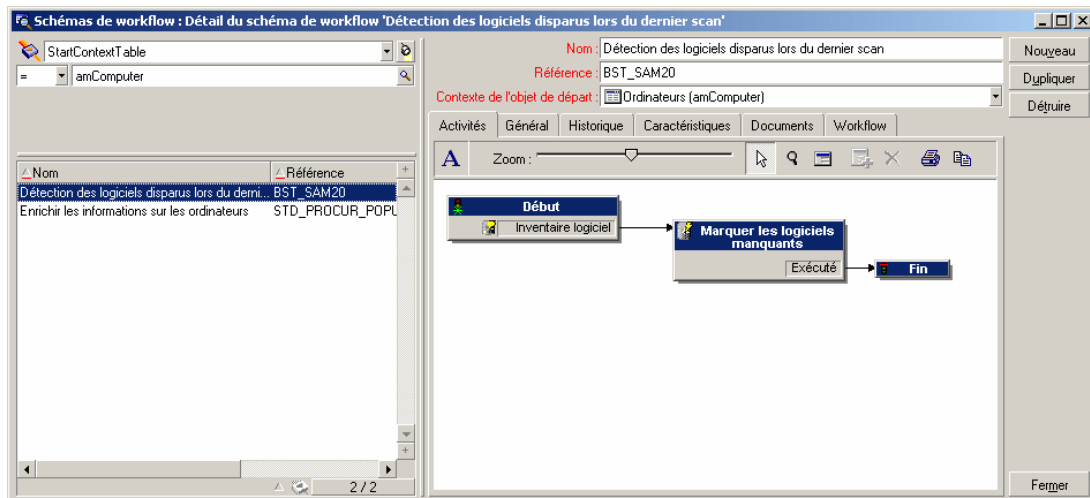 Schémas de workflow : Détail du schéma de workflow 'Détection des logiciels disparus lors du dernier scan'
StartContextTable
= amComputer
Nom
Référence
Détection des logiciels disparus lors du derni... BST_SAM20
Enrichir les informations sur les ordinateurs STD_PROCUR_POPU
2 / 2
Nom : Détection des logiciels disparus lors du dernier scan
Référence : BST_SAM20
Contexte de l'objet de départ : Ordinateurs (amComputer)
Activités Général Historique Caractéristiques Documents Workflow
A Zoom :
Début
Inventaire logiciel
Marquer les logiciels
manquants
Exécuté
Fin
Nouveau
Dupliquer
Détruire
Fermer